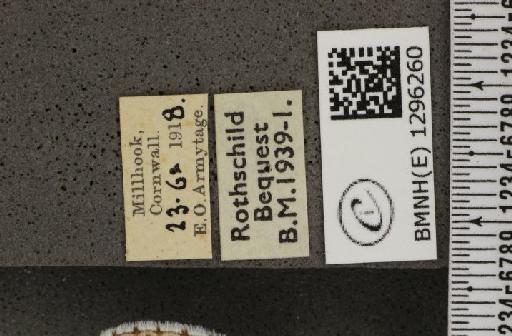 Millhook,
Cornwall.
23. 6. 1918.
E.O. Armytage.
Rothschild
Bequest
B.M.1939-1.
BMNH(E) 1296260